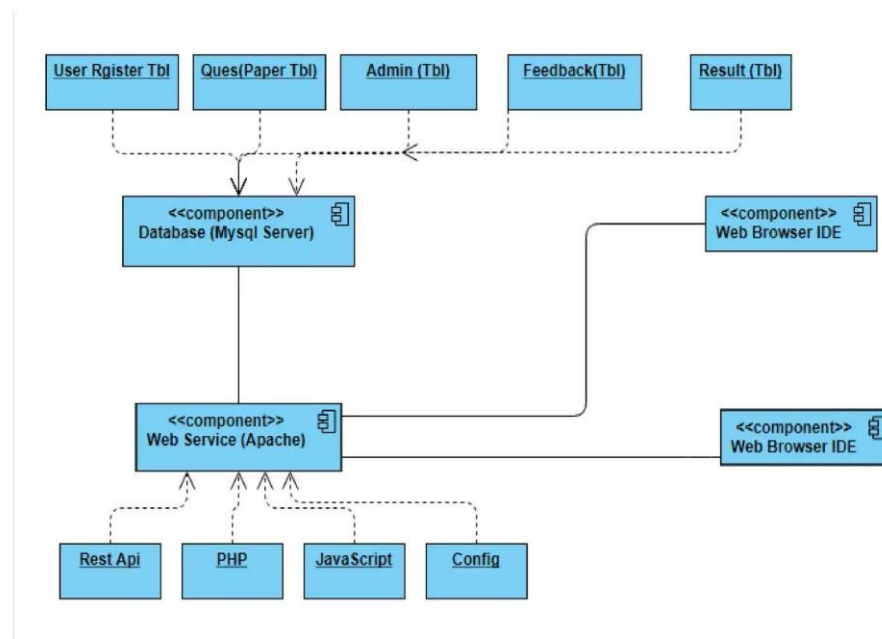 User Rgister Tbl
Ques(Paper Tbl)
Admin (Tbl)
Feedback(Tbl)
Result (Tbl)
<<component>>
Database (Mysql Server)
<<component>>
Web Browser IDE
<<component>>
Web Service (Apache)
<<component>>
Web Browser IDE
Rest Api
PHP
JavaScript
Config